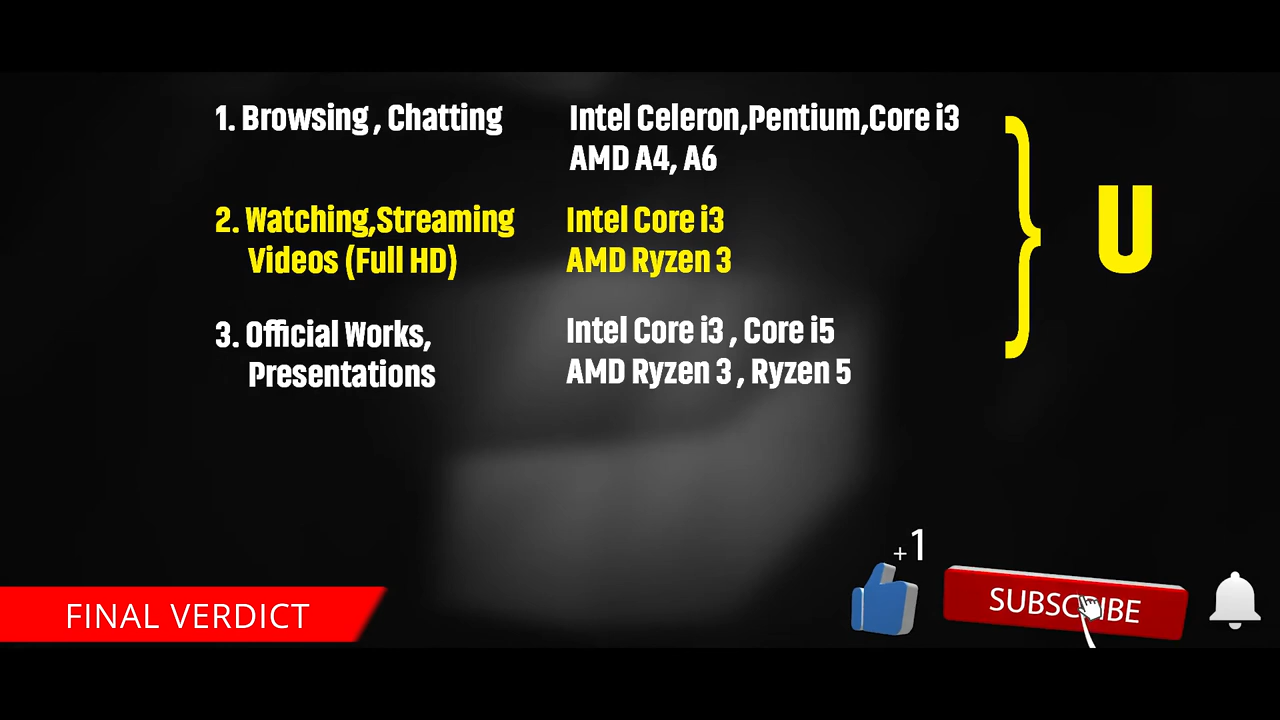 1. Browsing , Chatting Intel Celeron,Pentium,Core i3
AMD A4, A6
2. Watching,Streaming Intel Core i3
Videos (Full HD) AMD Ryzen 3
3. Official Works, Intel Core i3 , Core i5
Presentations AMD Ryzen 3 , Ryzen 5
U
+1
SUBSCRIBE
FINAL VERDICT